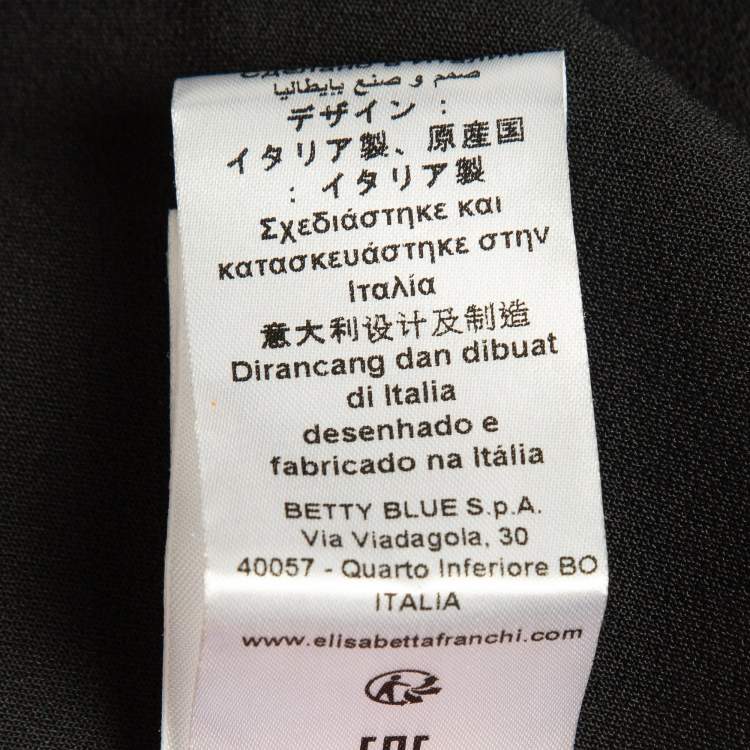 Сделано в Италии
صمم و صنع بإيطاليا
デザイン :
イタリア製、原産国
: イタリア製
Σχεδιάστηκε και
κατασκευάστηκε στην
Ιταλία
意大利设计及制造
Dirancang dan dibuat
di Italia
desenhado e
fabricado na Itália
BETTY BLUE S.p.A.
Via Viadagola, 30
40057 - Quarto Inferiore BO
ITALIA
www.elisabettafranchi.com